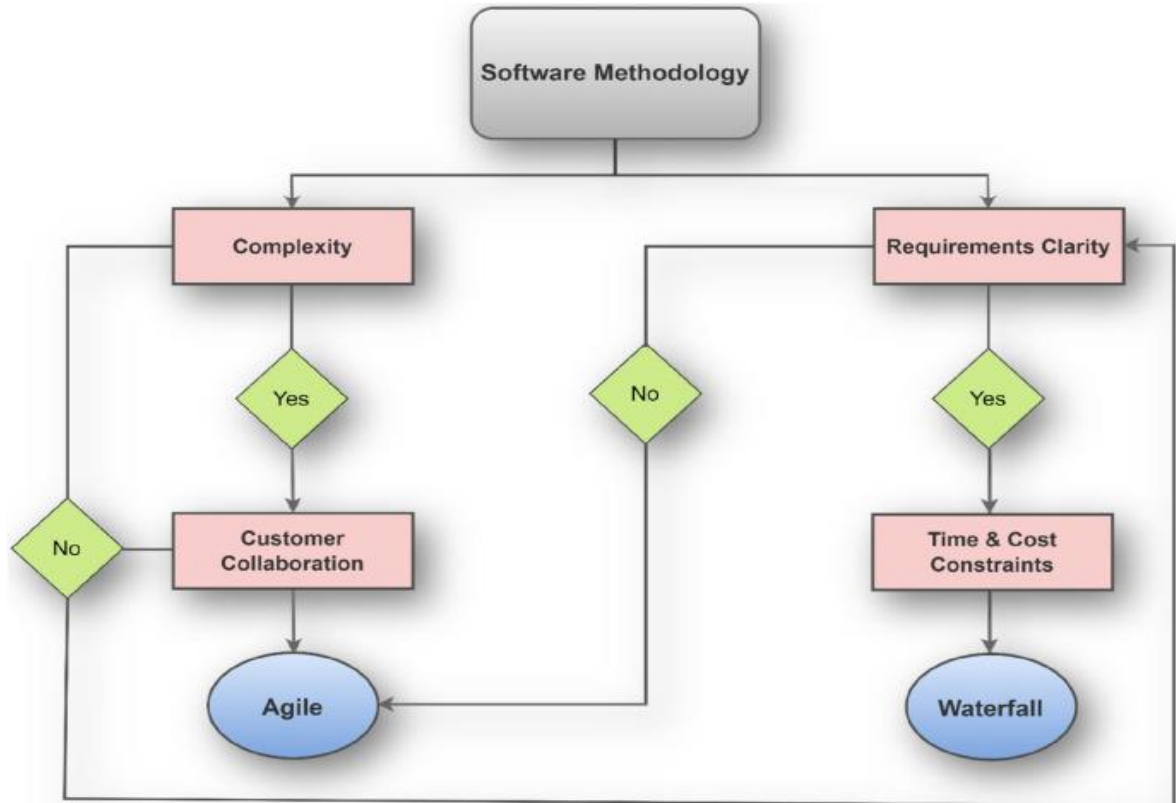 Software Methodology
Complexity
Requirements Clarity
Yes
No
Yes
No
Customer
Collaboration
Time & Cost
Constraints
Agile
Waterfall